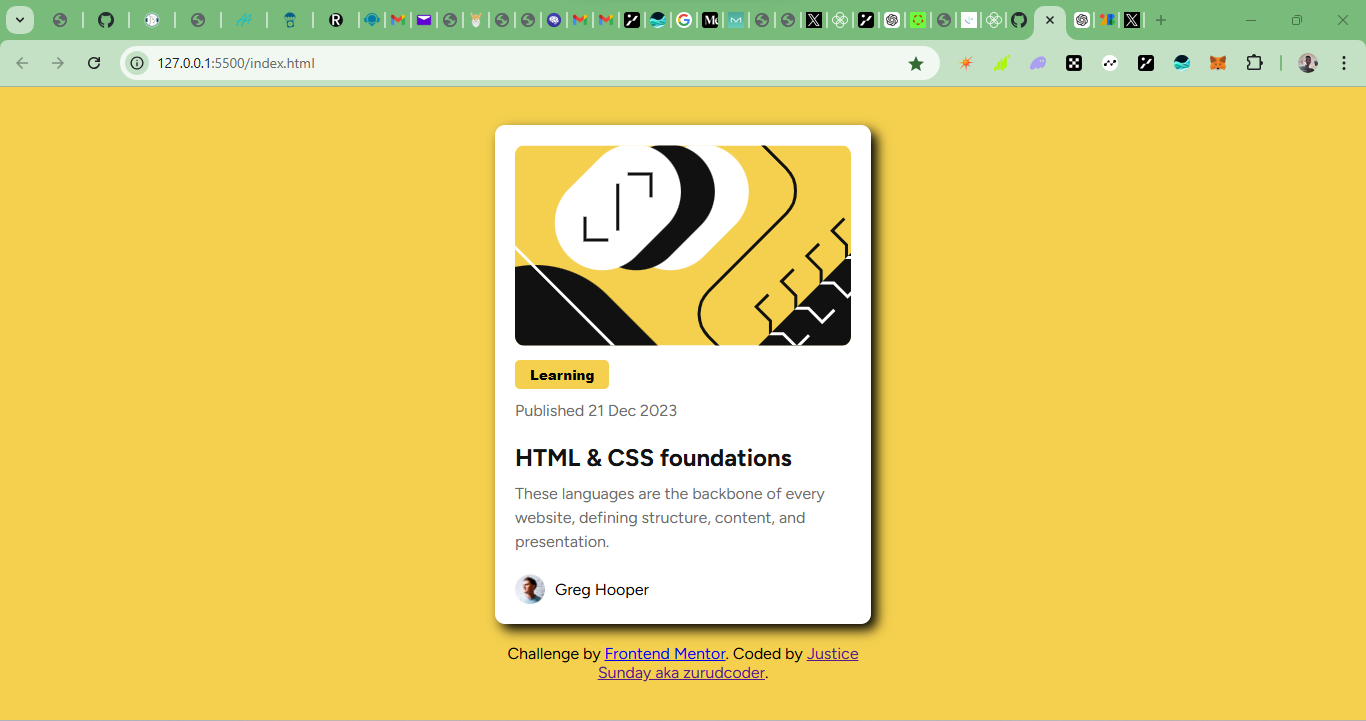 127.0.0.1:5500/index.html
Learning
Published 21 Dec 2023
HTML & CSS foundations
These languages are the backbone of every
website, defining structure, content, and
presentation.
Greg Hooper
Challenge by Frontend Mentor. Coded by Justice
Sunday aka zurudcoder.